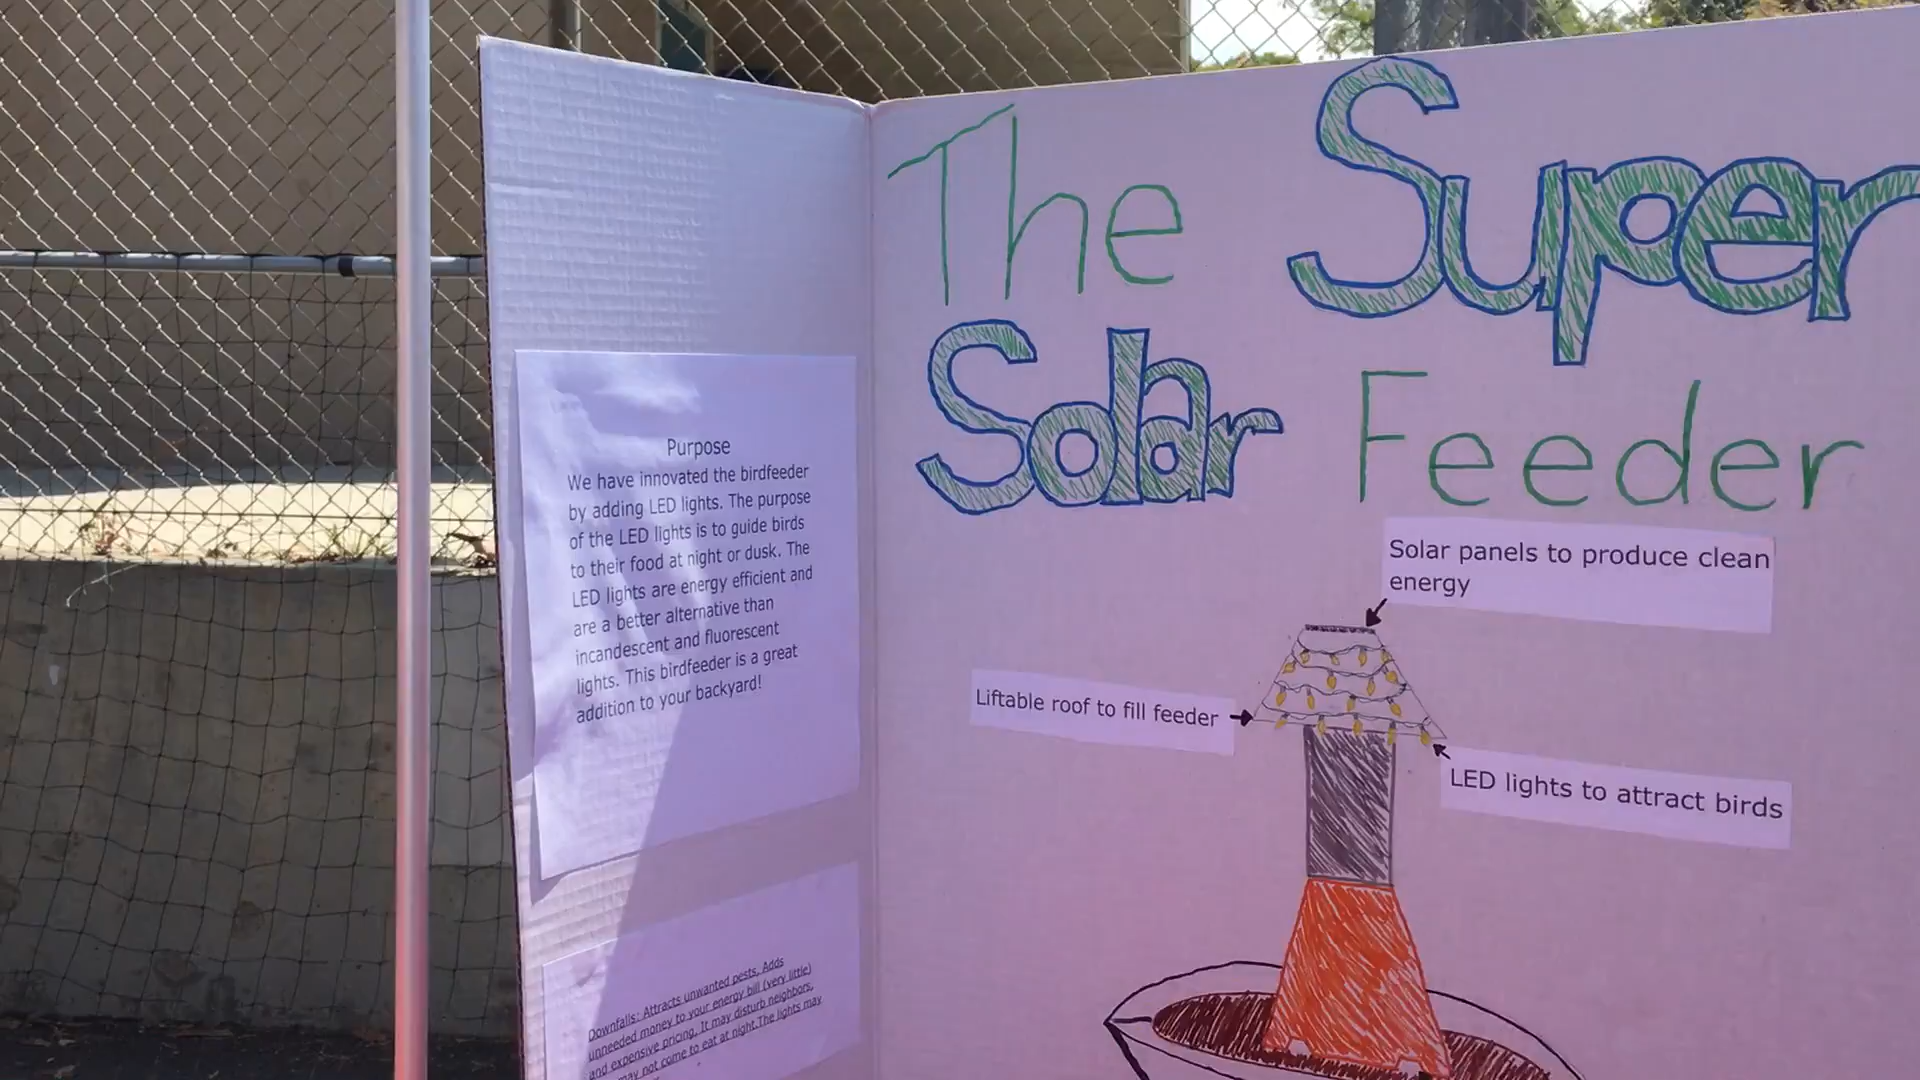 The Super
Solar Feeder
Purpose
We have innovated the birdfeeder
by adding LED lights. The purpose
of the LED lights is to guide birds
to their food at night or dusk. The
LED lights are energy efficient and
are a better alternative than
incandescent and fluorescent
lights. This birdfeeder is a great
addition to your backyard!
Downfalls: Attracts unwanted pests, Adds
unneeded money to your energy bill (very little)
and expensive pricing, It may disturb neighbors,
may not come to eat at night.The lights may
Solar panels to produce clean
energy
Liftable roof to fill feeder
LED lights to attract birds